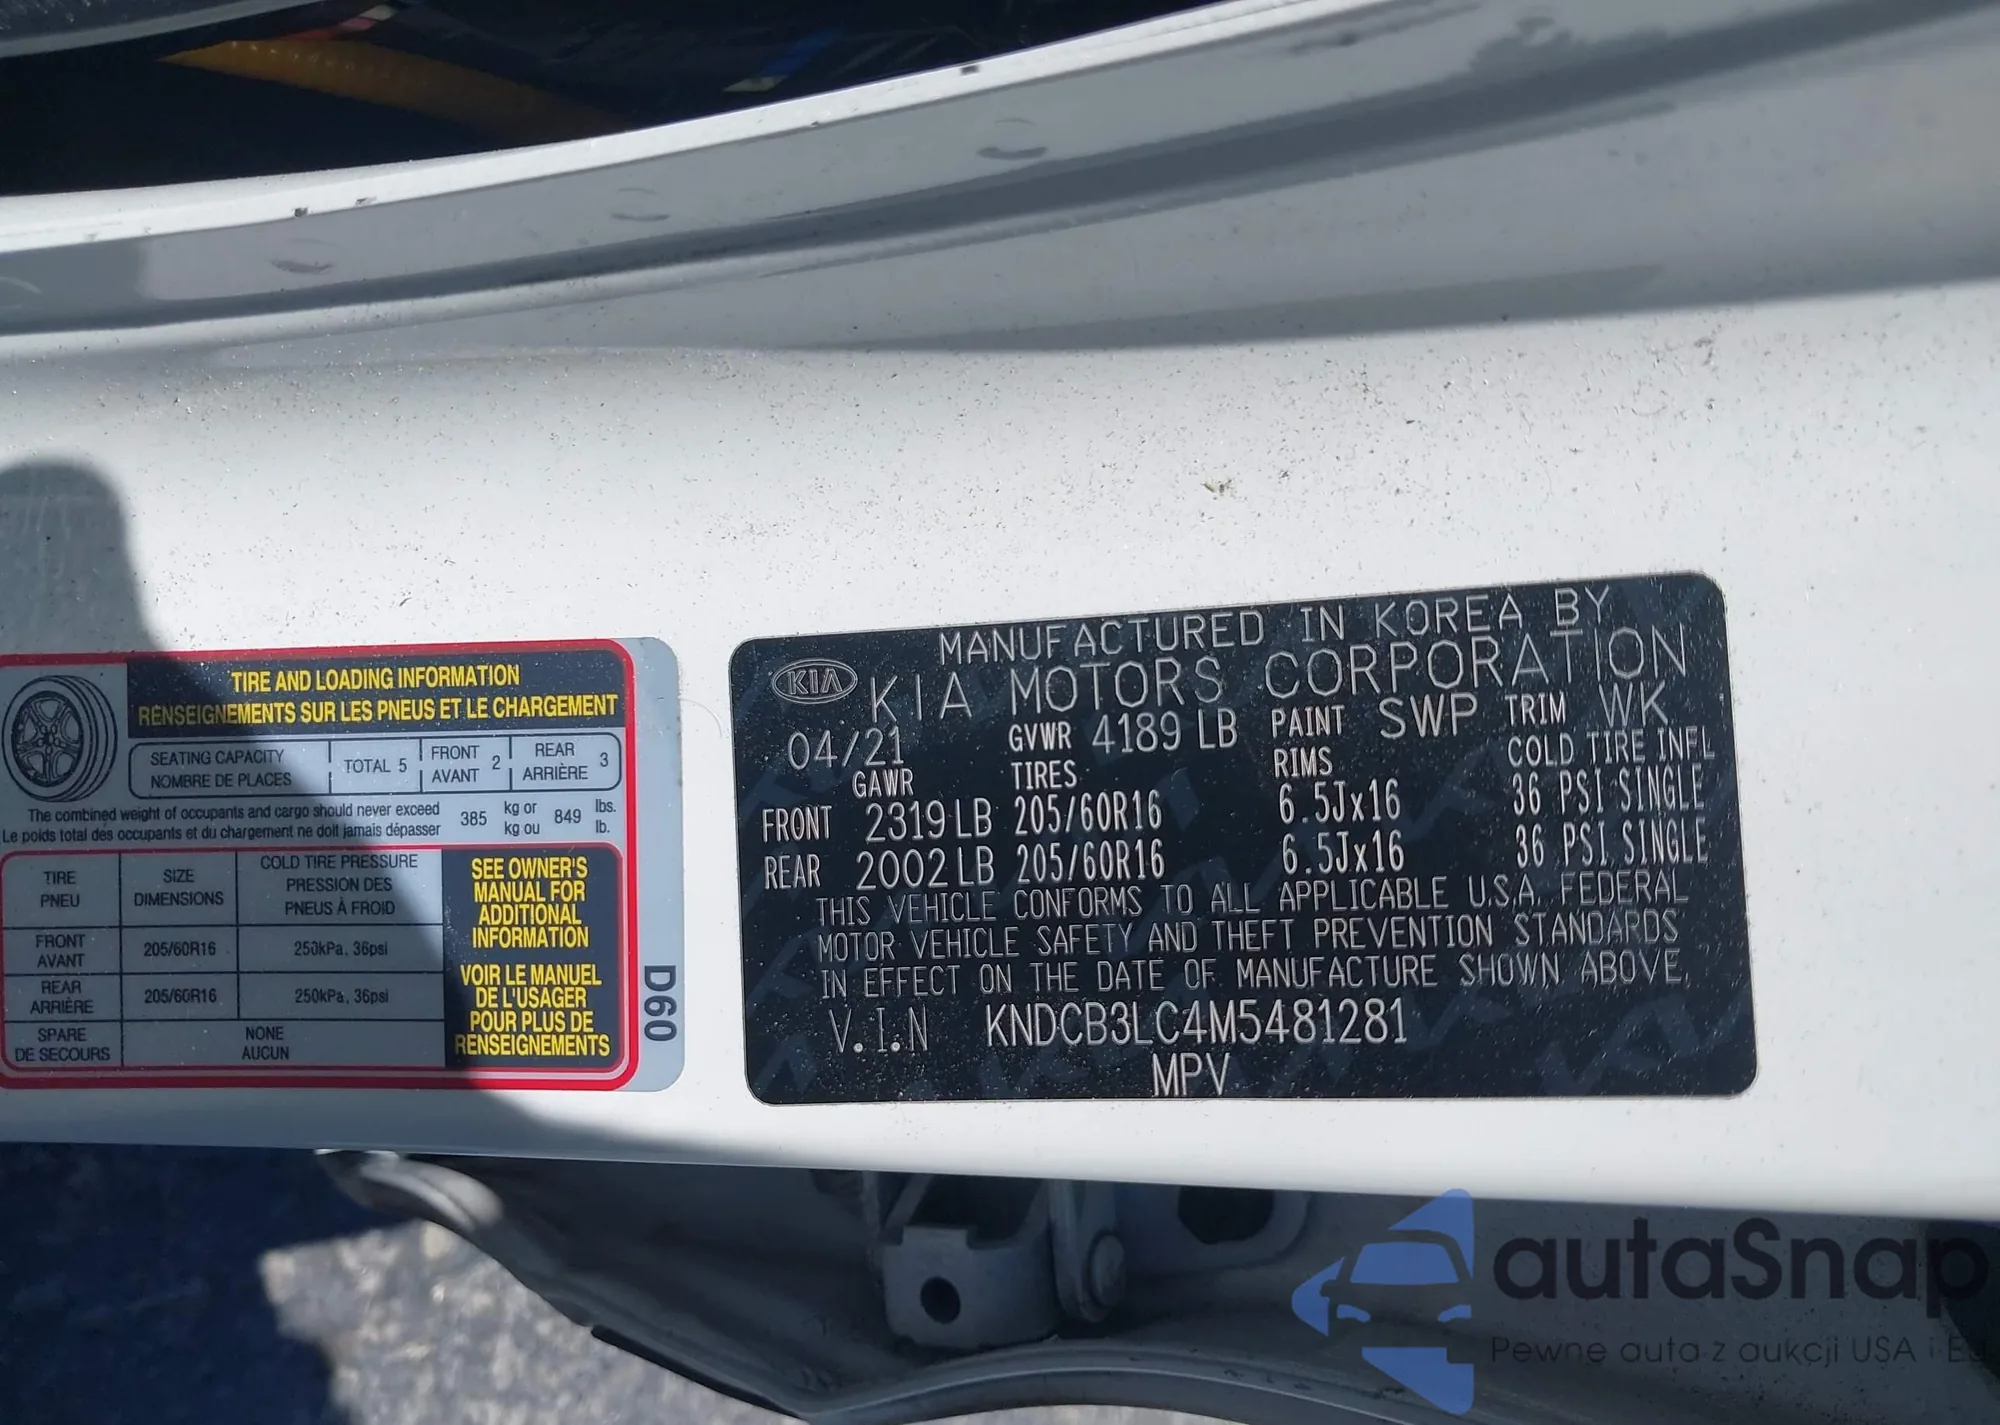 TIRE AND LOADING INFORMATION
RENSEIGNEMENTS SUR LES PNEUS ET LE CHARGEMENT
SEATING CAPACITY
NOMBRE DE PLACES
TOTAL 5
FRONT
AVANT 2
REAR
ARRIÈRE 3
The combined weight of occupants and cargo should never exceed
Le poids total des occupants et du chargement ne doit jamais dépasser
385 kg or
kg ou
849 lbs.
lb.
TIRE
PNEU
SIZE
DIMENSIONS
COLD TIRE PRESSURE
PRESSION DES
PNEUS À FROID
FRONT
AVANT
205/60R16
250kPa, 36psi
REAR
ARRIÈRE
205/60R16
250kPa, 36psi
SPARE
DE SECOURS
NONE
AUCUN
SEE OWNER'S
MANUAL FOR
ADDITIONAL
INFORMATION
VOIR LE MANUEL
DE L'USAGER
POUR PLUS DE
RENSEIGNEMENTS
D60
KIA
MANUFACTURED IN KOREA BY
KIA MOTORS CORPORATION
04/21 GVWR 4189 LB PAINT SWP TRIM WK
GAWR TIRES RIMS COLD TIRE INFL
FRONT 2319 LB 205/60R16 6.5Jx16 36 PSI SINGLE
REAR 2002 LB 205/60R16 6.5Jx16 36 PSI SINGLE
THIS VEHICLE CONFORMS TO ALL APPLICABLE U.S.A. FEDERAL
MOTOR VEHICLE SAFETY AND THEFT PREVENTION STANDARDS
IN EFFECT ON THE DATE OF MANUFACTURE SHOWN ABOVE.
V.I.N KNDCB3LC4M5481281
MPV
autaSnap
Pewne auta z aukcji USA i EU